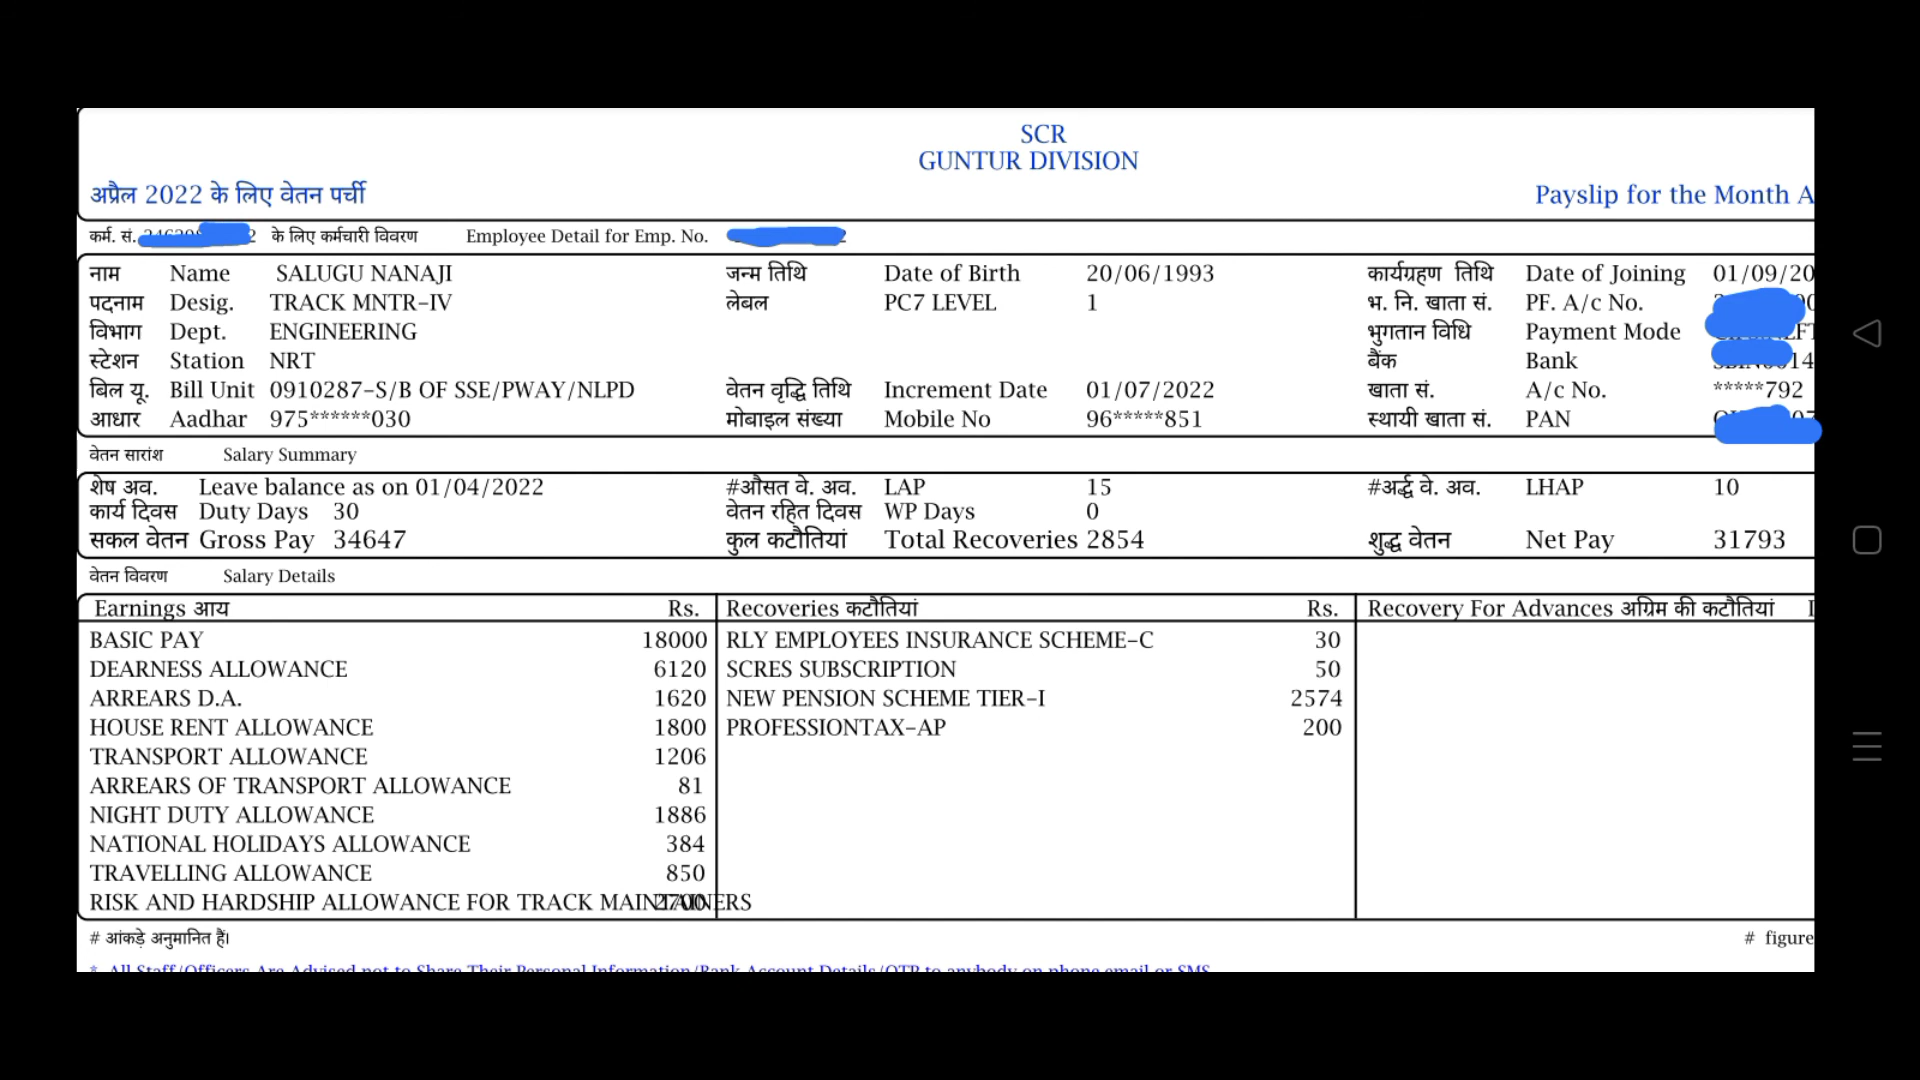 SCR
GUNTUR DIVISION
अप्रैल 2022 के लिए वेतन पर्ची Payslip for the Month A
कर्म. सं. के लिए कर्मचारी विवरण Employee Detail for Emp. No.
नाम Name SALUGU NANAJI जन्म तिथि Date of Birth 20/06/1993 कार्यग्रहण तिथि Date of Joining 01/09/20
पदनाम Desig. TRACK MNTR-IV लेबल PC7 LEVEL 1 भ. नि. खाता सं. PF. A/c No.
विभाग Dept. ENGINEERING भुगतान विधि Payment Mode
स्टेशन Station NRT बैंक Bank
बिल यू. Bill Unit 0910287-S/B OF SSE/PWAY/NLPD वेतन वृद्धि तिथि Increment Date 01/07/2022 खाता सं. A/c No. *****792
आधार Aadhar 975******030 मोबाइल संख्या Mobile No 96*****851 स्थायी खाता सं. PAN
वेतन सारांश Salary Summary
शेष अव. Leave balance as on 01/04/2022 #औसत वे. अव. LAP 15 #अर्द्ध वे. अव. LHAP 10
कार्य दिवस Duty Days 30 वेतन रहित दिवस WP Days 0
सकल वेतन Gross Pay 34647 कुल कटौतियां Total Recoveries 2854 शुद्ध वेतन Net Pay 31793
वेतन विवरण Salary Details
Earnings आय Rs. Recoveries कटौतियां Rs. Recovery For Advances अग्रिम की कटौतियां
BASIC PAY 18000 RLY EMPLOYEES INSURANCE SCHEME-C 30
DEARNESS ALLOWANCE 6120 SCRES SUBSCRIPTION 50
ARREARS D.A. 1620 NEW PENSION SCHEME TIER-I 2574
HOUSE RENT ALLOWANCE 1800 PROFESSIONTAX-AP 200
TRANSPORT ALLOWANCE 1206
ARREARS OF TRANSPORT ALLOWANCE 81
NIGHT DUTY ALLOWANCE 1886
NATIONAL HOLIDAYS ALLOWANCE 384
TRAVELLING ALLOWANCE 850
RISK AND HARDSHIP ALLOWANCE FOR TRACK MAINTAINERS 2700
# आंकड़े अनुमानित हैं। # figure
* All Staff/Officers Are Advised not to Share Their Personal Information/Bank Account Details/OTP to anybody on phone email or SMS